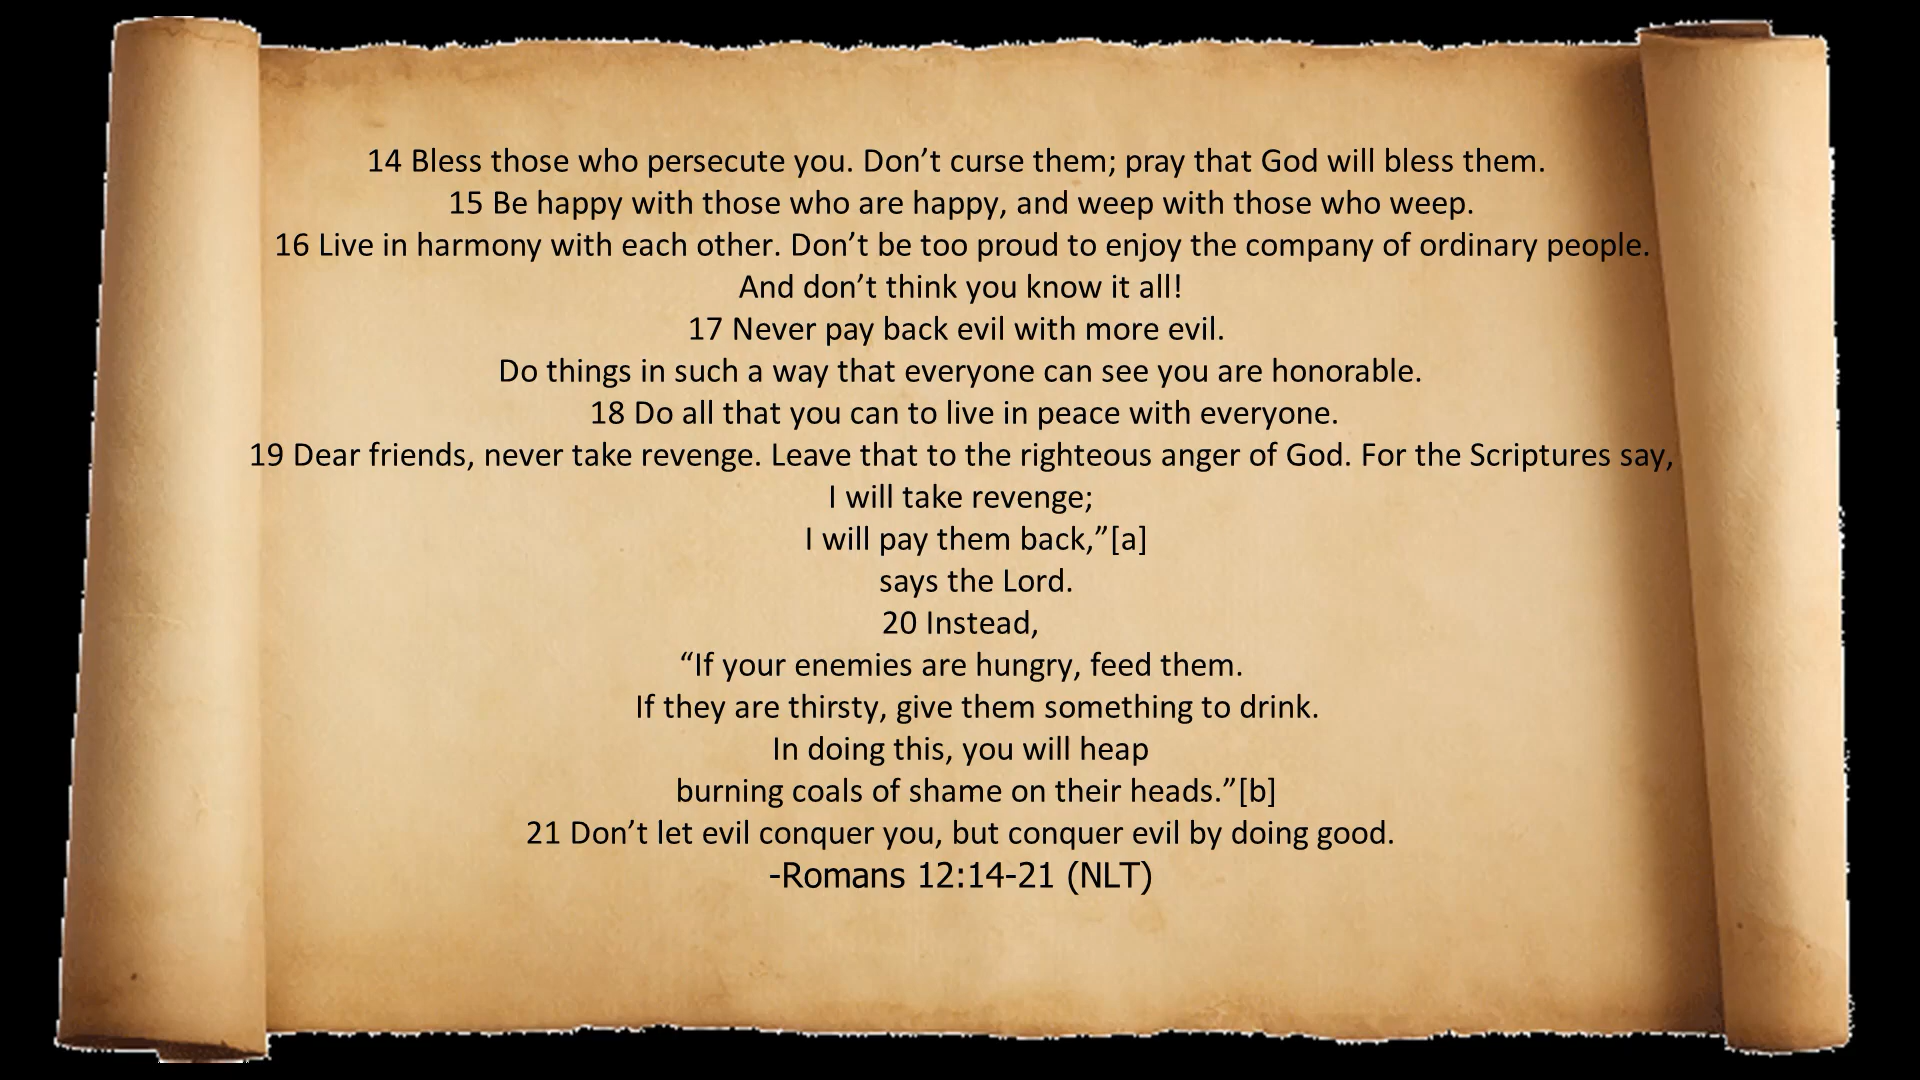 14 Bless those who persecute you. Don’t curse them; pray that God will bless them.
15 Be happy with those who are happy, and weep with those who weep.
16 Live in harmony with each other. Don’t be too proud to enjoy the company of ordinary people.
And don’t think you know it all!
17 Never pay back evil with more evil.
Do things in such a way that everyone can see you are honorable.
18 Do all that you can to live in peace with everyone.
19 Dear friends, never take revenge. Leave that to the righteous anger of God. For the Scriptures say,
I will take revenge;
I will pay them back,”[a]
says the Lord.
20 Instead,
“If your enemies are hungry, feed them.
If they are thirsty, give them something to drink.
In doing this, you will heap
burning coals of shame on their heads.”[b]
21 Don’t let evil conquer you, but conquer evil by doing good.
-Romans 12:14-21 (NLT)